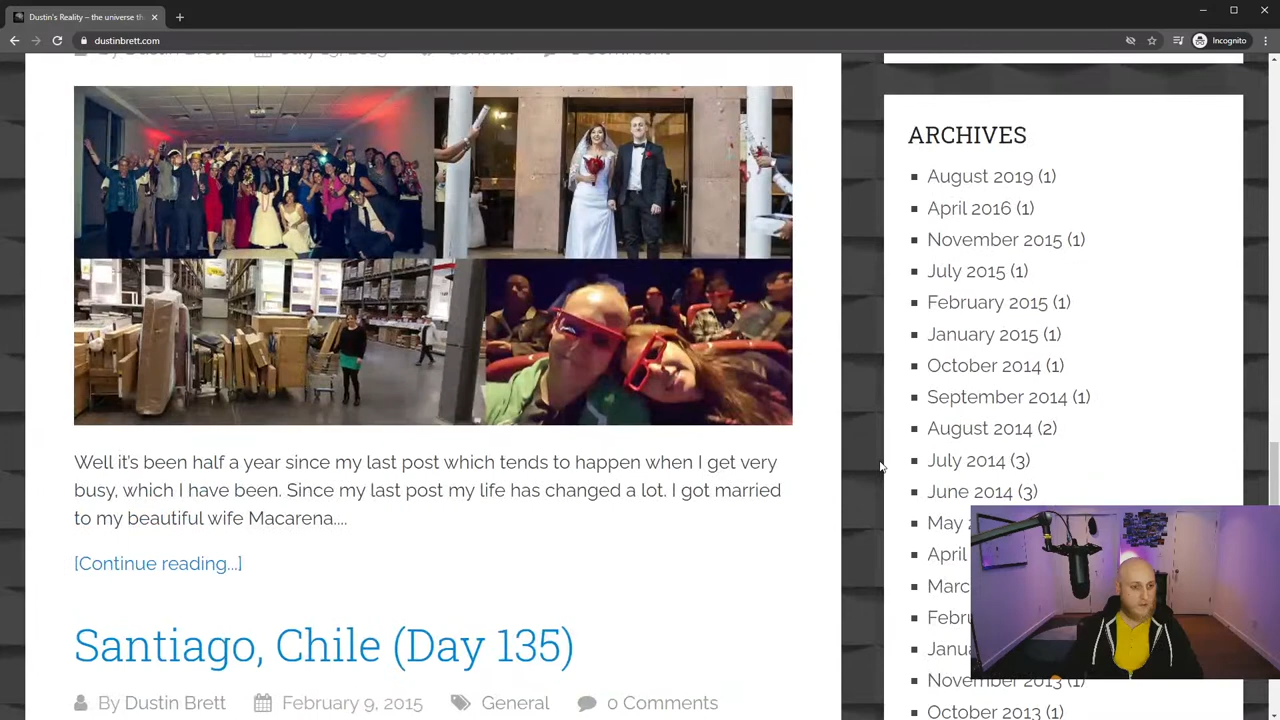 Dustin's Reality – the universe th
dustinbrett.com
Incognito
General
ARCHIVES
August 2019 (1)
April 2016 (1)
November 2015 (1)
July 2015 (1)
February 2015 (1)
January 2015 (1)
October 2014 (1)
September 2014 (1)
August 2014 (2)
July 2014 (3)
June 2014 (3)
May
April
Marc
Febru
Janu
November 2013 (1)
October 2013 (1)
Well it's been half a year since my last post which tends to happen when I get very
busy, which I have been. Since my last post my life has changed a lot. I got married
to my beautiful wife Macarena....
[Continue reading...]
Santiago, Chile (Day 135)
By Dustin Brett February 9, 2015 General 0 Comments